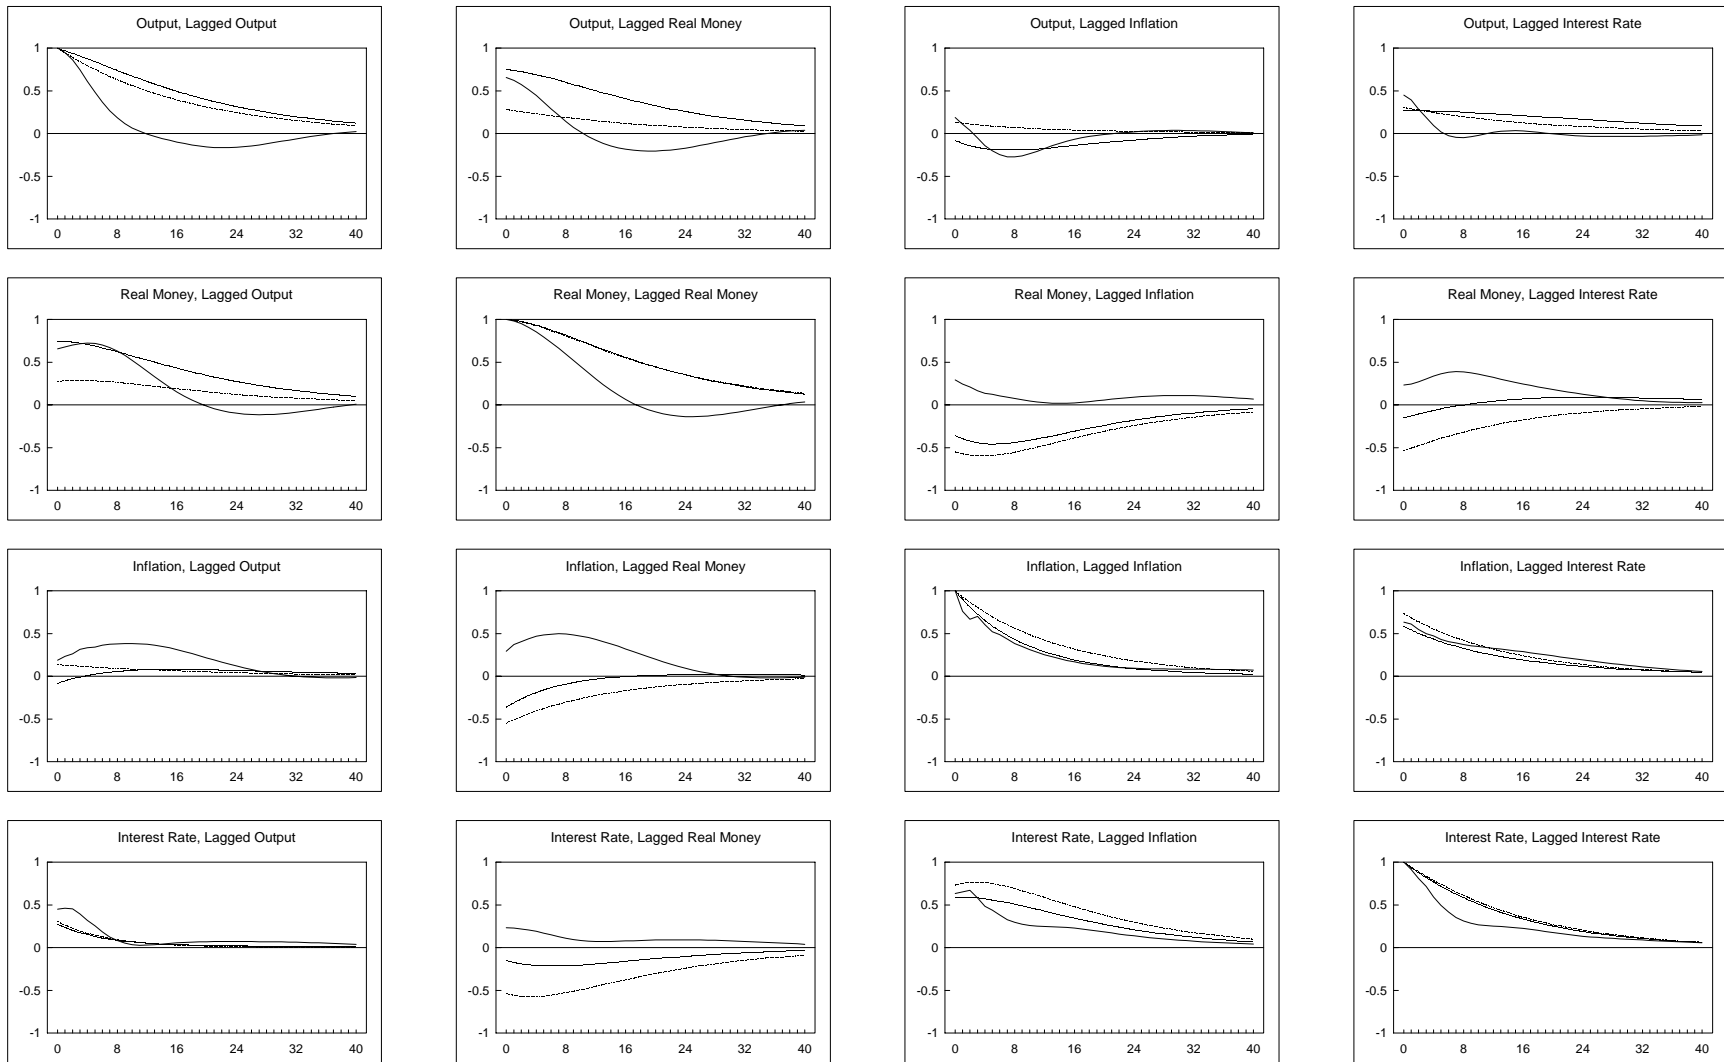 Output, Lagged Output
1
0.5
0
-0.5
-1
0 8 16 24 32 40
Output, Lagged Real Money
1
0.5
0
-0.5
-1
0 8 16 24 32 40
Output, Lagged Inflation
1
0.5
0
-0.5
-1
0 8 16 24 32 40
Output, Lagged Interest Rate
1
0.5
0
-0.5
-1
0 8 16 24 32 40
Real Money, Lagged Output
1
0.5
0
-0.5
-1
0 8 16 24 32 40
Real Money, Lagged Real Money
1
0.5
0
-0.5
-1
0 8 16 24 32 40
Real Money, Lagged Inflation
1
0.5
0
-0.5
-1
0 8 16 24 32 40
Real Money, Lagged Interest Rate
1
0.5
0
-0.5
-1
0 8 16 24 32 40
Inflation, Lagged Output
1
0.5
0
-0.5
-1
0 8 16 24 32 40
Inflation, Lagged Real Money
1
0.5
0
-0.5
-1
0 8 16 24 32 40
Inflation, Lagged Inflation
1
0.5
0
-0.5
-1
0 8 16 24 32 40
Inflation, Lagged Interest Rate
1
0.5
0
-0.5
-1
0 8 16 24 32 40
Interest Rate, Lagged Output
1
0.5
0
-0.5
-1
0 8 16 24 32 40
Interest Rate, Lagged Real Money
1
0.5
0
-0.5
-1
0 8 16 24 32 40
Interest Rate, Lagged Inflation
1
0.5
0
-0.5
-1
0 8 16 24 32 40
Interest Rate, Lagged Interest Rate
1
0.5
0
-0.5
-1
0 8 16 24 32 40